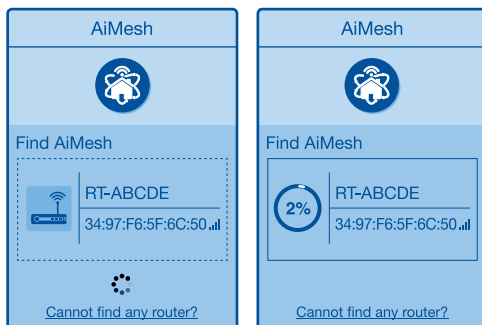 AiMesh
Find AiMesh
RT-ABCDE
34:97:F6:5F:6C:50
Cannot find any router?
AiMesh
Find AiMesh
2%
RT-ABCDE
34:97:F6:5F:6C:50
Cannot find any router?